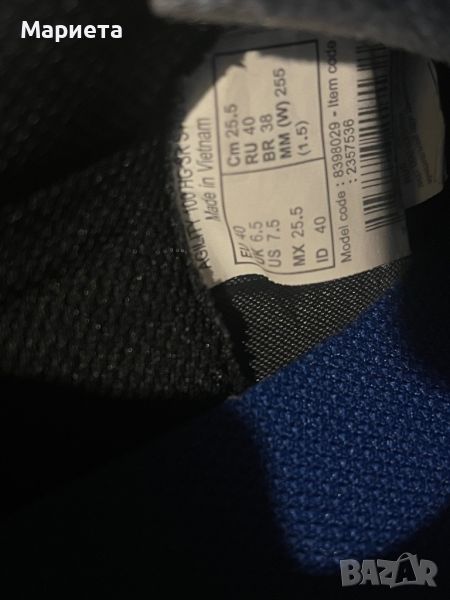 Мариета
AGILITY 100 HG SR
Made in Vietnam
EU 40
UK 6.5
US 7.5
MX 25.5
ID 40
Cm 25.5
RU 40
BR 38
MM (W) 255
(1.5)
Model code : 8398029 - Item code
: 2357536
BAZAR